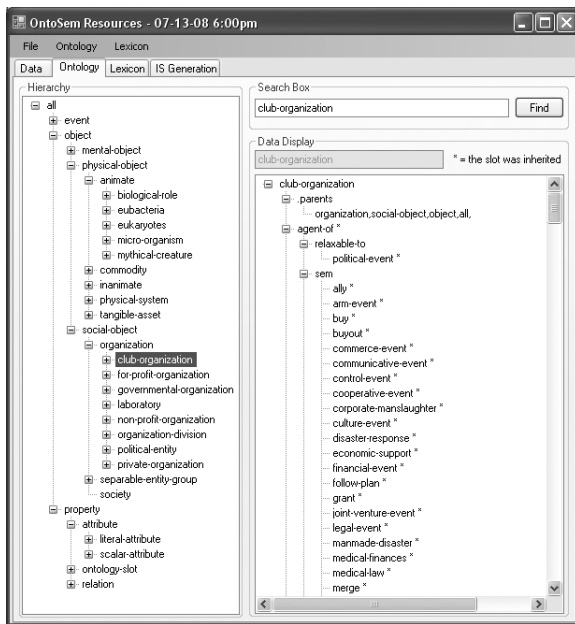 OntoSem Resources - 07-13-08 6:00pm
File Ontology Lexicon
Data Ontology Lexicon IS Generation
Hierarchy
all
event
object
mental-object
physical-object
animate
biological-role
eubacteria
eukaryotes
micro-organism
mythical-creature
commodity
inanimate
physical-system
tangible-asset
social-object
organization
club-organization
for-profit-organization
governmental-organization
laboratory
non-profit-organization
organization-division
political-entity
private-organization
separable-entity-group
society
property
attribute
literal-attribute
scalar-attribute
ontology-slot
relation
Search Box
club-organization Find
Data Display
club-organization * = the slot was inherited
club-organization
.parents
organization,social-object,object,all,
agent-of *
relaxable-to
political-event *
sem
ally *
arm-event *
buy *
buyout *
commerce-event *
communicative-event *
control-event *
cooperative-event *
corporate-manslaughter *
culture-event *
disaster-response *
economic-support *
financial-event *
follow-plan *
grant *
joint-venture-event *
legal-event *
manmade-disaster *
medical-finances *
medical-law *
merge *